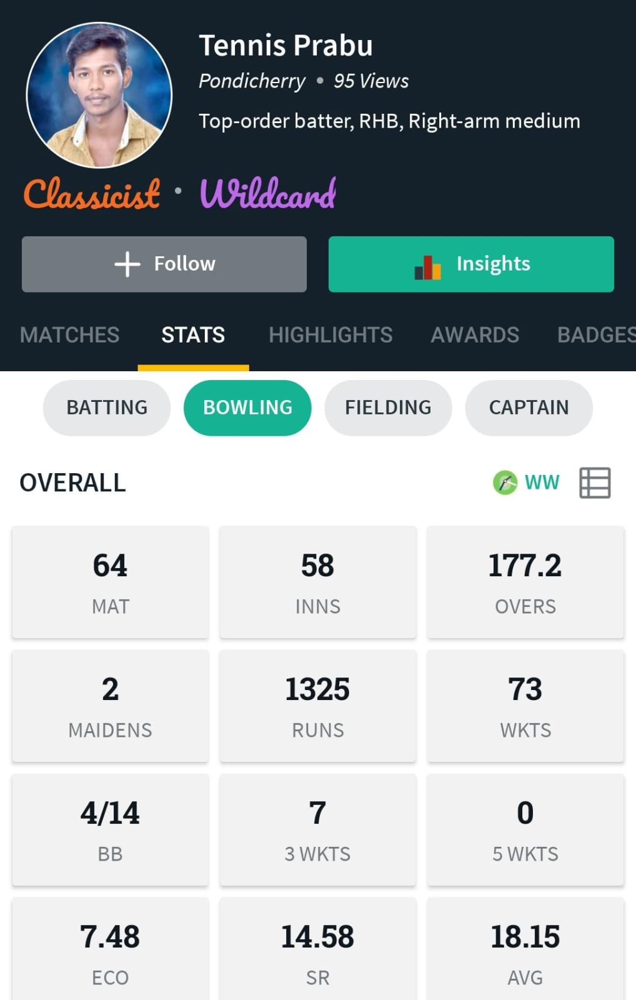 Tennis Prabu
Pondicherry • 95 Views
Top-order batter, RHB, Right-arm medium
Classicist • Wildcard
+ Follow
Insights
MATCHES STATS HIGHLIGHTS AWARDS BADGES
BATTING BOWLING FIELDING CAPTAIN
OVERALL WW
64 58 177.2
MAT INNS OVERS
2 1325 73
MAIDENS RUNS WKTS
4/14 7 0
BB 3 WKTS 5 WKTS
7.48 14.58 18.15
ECO SR AVG